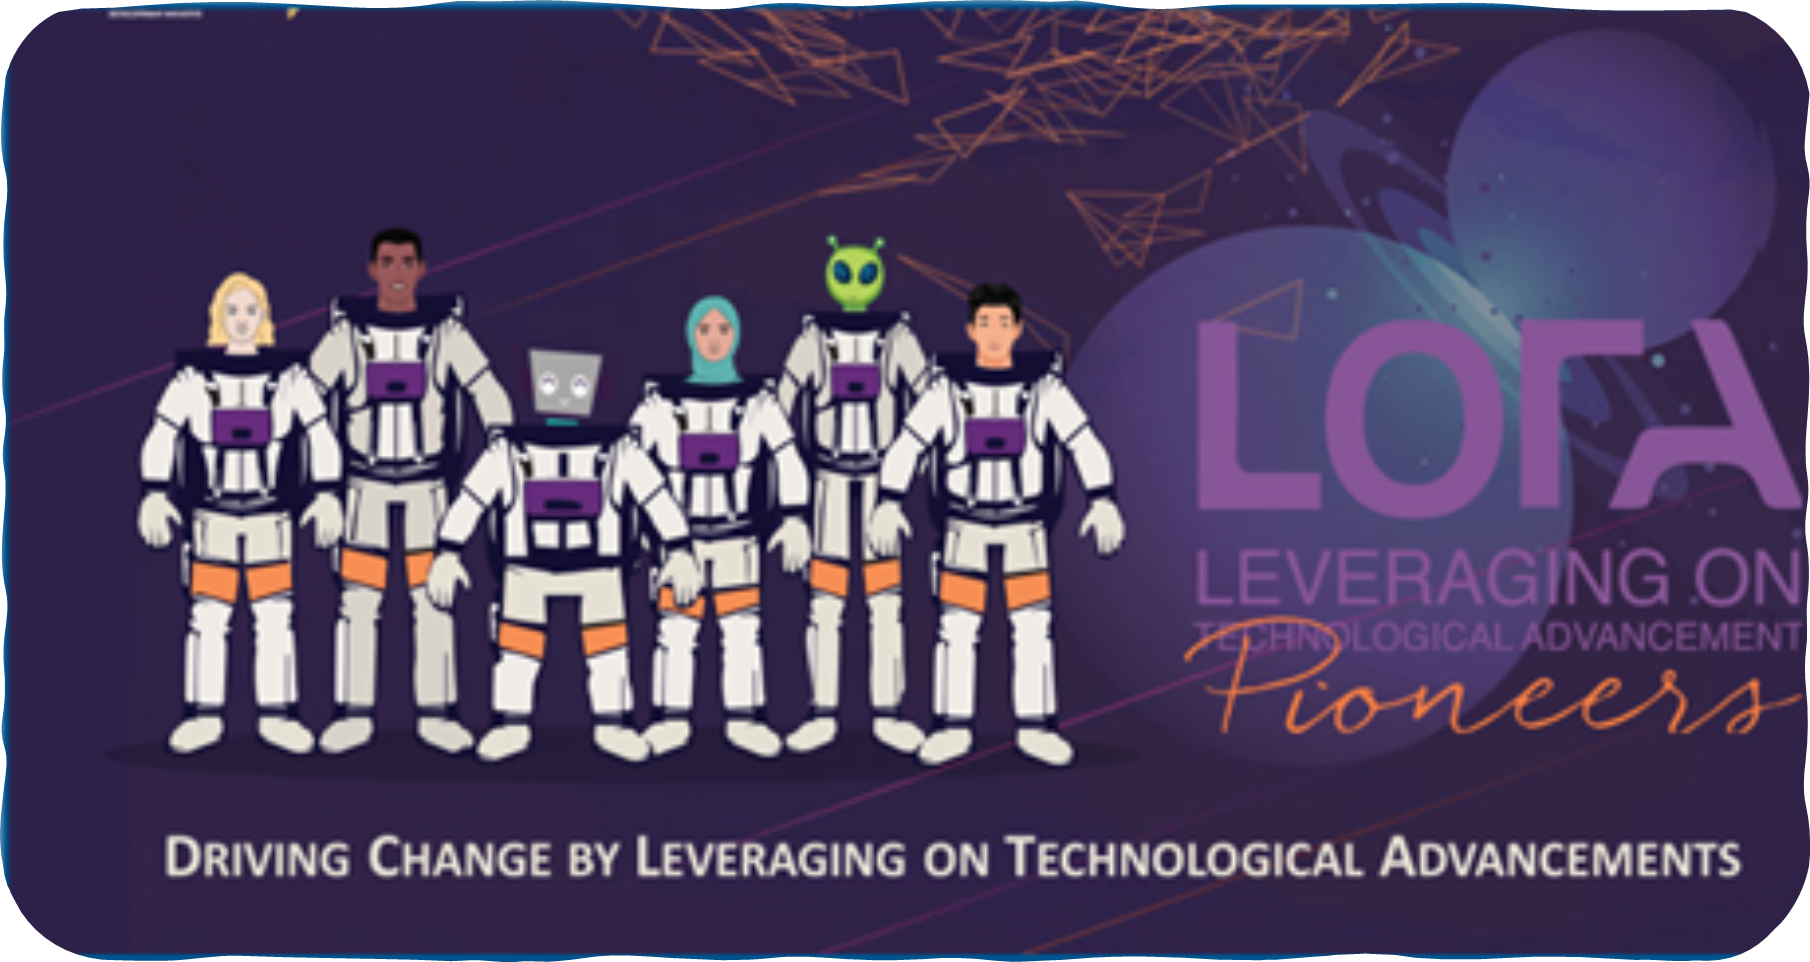 LOTA
LEVERAGING ON
TECHNOLOGICAL ADVANCEMENT
Pioneers
DRIVING CHANGE BY LEVERAGING ON TECHNOLOGICAL ADVANCEMENTS